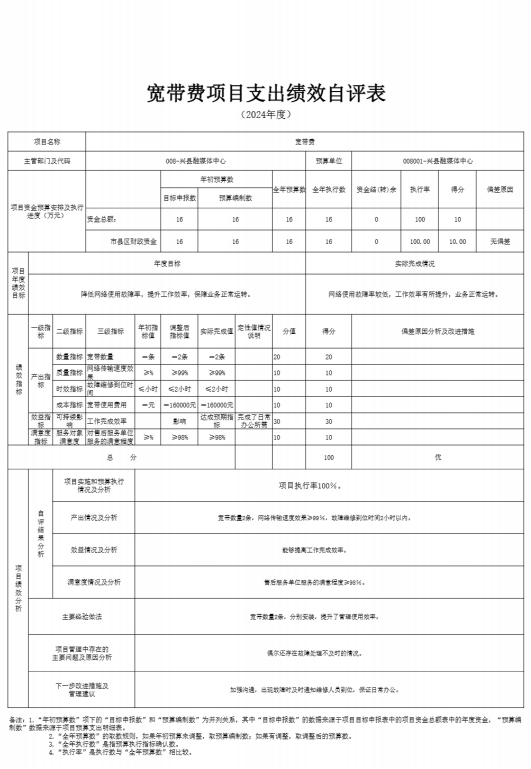 宽带费项目支出绩效自评表
（2024年度）
项目名称 宽带费
主管部门及代码 008-兴县融媒体中心 预算单位 008001-兴县融媒体中心
项目资金预算安排及执行进度（万元） 年初预算数 全年预算数 全年执行数 资金结(转)余 执行率 得分 偏差原因
目标申报数 预算编制数
资金总额: 16 16 16 16 0 100 10
市县区财政资金 16 16 16 16 0 100.00 10.00 无偏差
项目年度绩效目标 年度目标 实际完成情况
降低网络使用故障率，提升工作效率，保障业务正常运转。 网络使用故障率较低，工作效率有所提升，业务正常运转。
绩效指标 一级指标 二级指标 三级指标 年初指标值 调整后指标值 实际完成值 定性值情况说明 分值 得分 偏差原因分析及改进措施
产出指标 数量指标 宽带数量 =条 =2条 =2条 20 20
质量指标 网络传输速度效果 ≥% ≥99% ≥99% 10 10
时效指标 故障维修到位时间 ≤小时 ≤2小时 ≤2小时 10 10
成本指标 宽带使用费用 =元 =160000元 =160000元 10 10
效益指标 可持续影响 工作完成效率 影响 达成预期指标 完成了日常办公所需 30 30
满意度指标 服务对象满意度 对售后服务单位服务的满意程度 ≥% ≥98% ≥98% 10 10
总 分 100 优
项目绩效分析 自评结果分析 项目实施和预算执行情况及分析 项目执行率100%。
产出情况及分析 宽带数量2条，网络传输速度效果≥99%，故障维修到位时间2小时以内。
效益情况及分析 能够提高工作完成效率。
满意度情况及分析 售后服务单位服务的满意程度≥98%。
主要经验做法 宽带数量2条，分别安装，提升了管理使用效率。
项目管理中存在的主要问题及原因分析 偶尔还存在故障处理不及时的情况。
下一步改进措施及管理建议 加强沟通，出现故障时及时通知维修人员到位，保证日常办公。
备注：1.“年初预算数”项下的“目标申报数”和“预算编制数”为并列关系，其中“目标申报数”的数据来源于项目目标申报表中的项目资金总额表中的年度资金，“预算编
制数”数据来源于项目预算支出明细表。
2.“全年预算数”的取数规则，如果年初预算未调整，取预算编制数；如果有调整，取调整后的预算数。
3.“全年执行数”是指预算执行指标确认数。
4.“执行率”是执行数与“全年预算数”相比较。